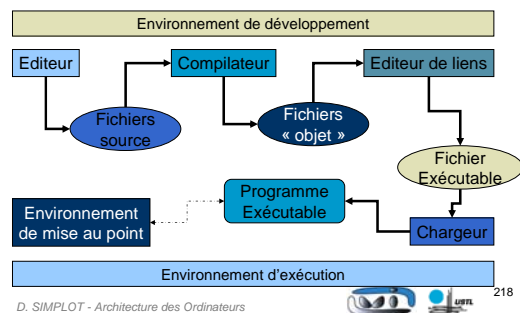 Environnement de développement
Editeur
Compilateur
Editeur de liens
Fichiers
source
Fichiers
« objet »
Fichier
Exécutable
Programme
Exécutable
Environnement
de mise au point
Chargeur
Environnement d'exécution
D. SIMPLOT - Architecture des Ordinateurs
USTL
218